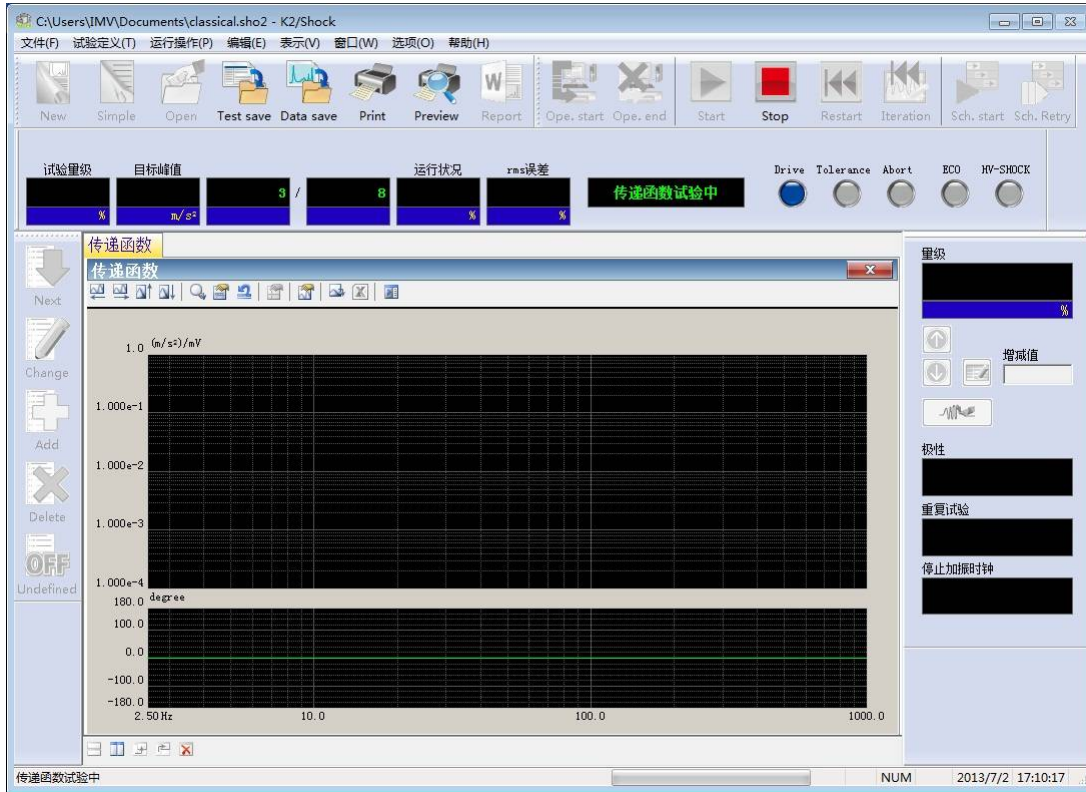 C:\Users\IMV\Documents\classical.sho2 - K2/Shock
文件(F) 试验定义(T) 运行操作(P) 编辑(E) 表示(V) 窗口(W) 选项(O) 帮助(H)
New Simple Open Test save Data save Print Preview Report Ope. start Ope. end Start Stop Restart Iteration Sch. start Sch. Retry
试验量级 目标峰值 运行状况 rms误差 Drive Tolerance Abort ECO HV-SHOCK
3 / 8 传递函数试验中
% m/s² % %
传递函数
传递函数
Next
Change
Add
Delete
OFF
Undefined
1.0 (m/s²)/mV
1.000e-1
1.000e-2
1.000e-3
1.000e-4
180.0 degree
100.0
0.0
-100.0
-180.0
2.50Hz 10.0 100.0 1000.0
量级
%
增减值
极性
重复试验
停止加振时钟
传递函数试验中 NUM 2013/7/2 17:10:17